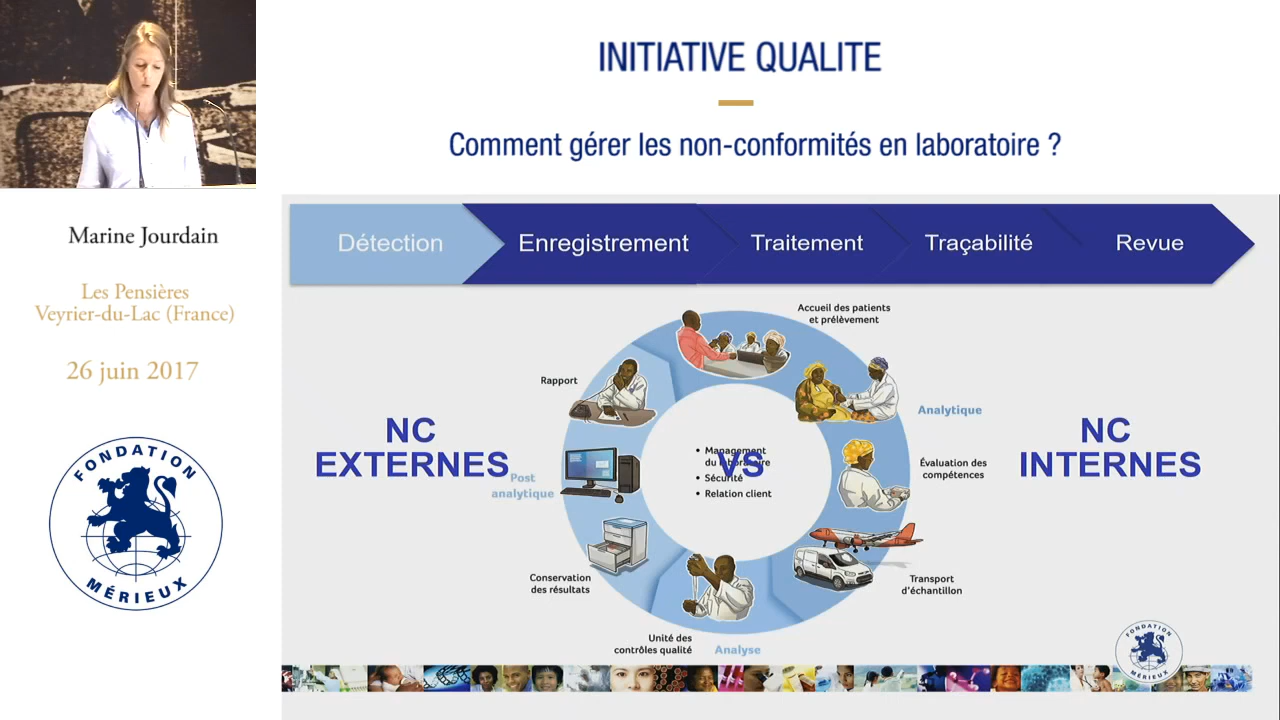 INITIATIVE QUALITE
Comment gérer les non-conformités en laboratoire ?
Marine Jourdain
Les Pensières
Veyrier-du-Lac (France)
26 juin 2017
FONDATION
MÉRIEUX
Détection
Enregistrement
Traitement
Traçabilité
Revue
Accueil des patients
et prélèvement
Rapport
Analytique
NC
EXTERNES
VS
NC
INTERNES
• Management
du laboratoire
• Sécurité
• Relation client
Évaluation des
compétences
Post
analytique
Conservation
des résultats
Transport
d'échantillon
Unité des
contrôles qualité
Analyse
FONDATION
MÉRIEUX